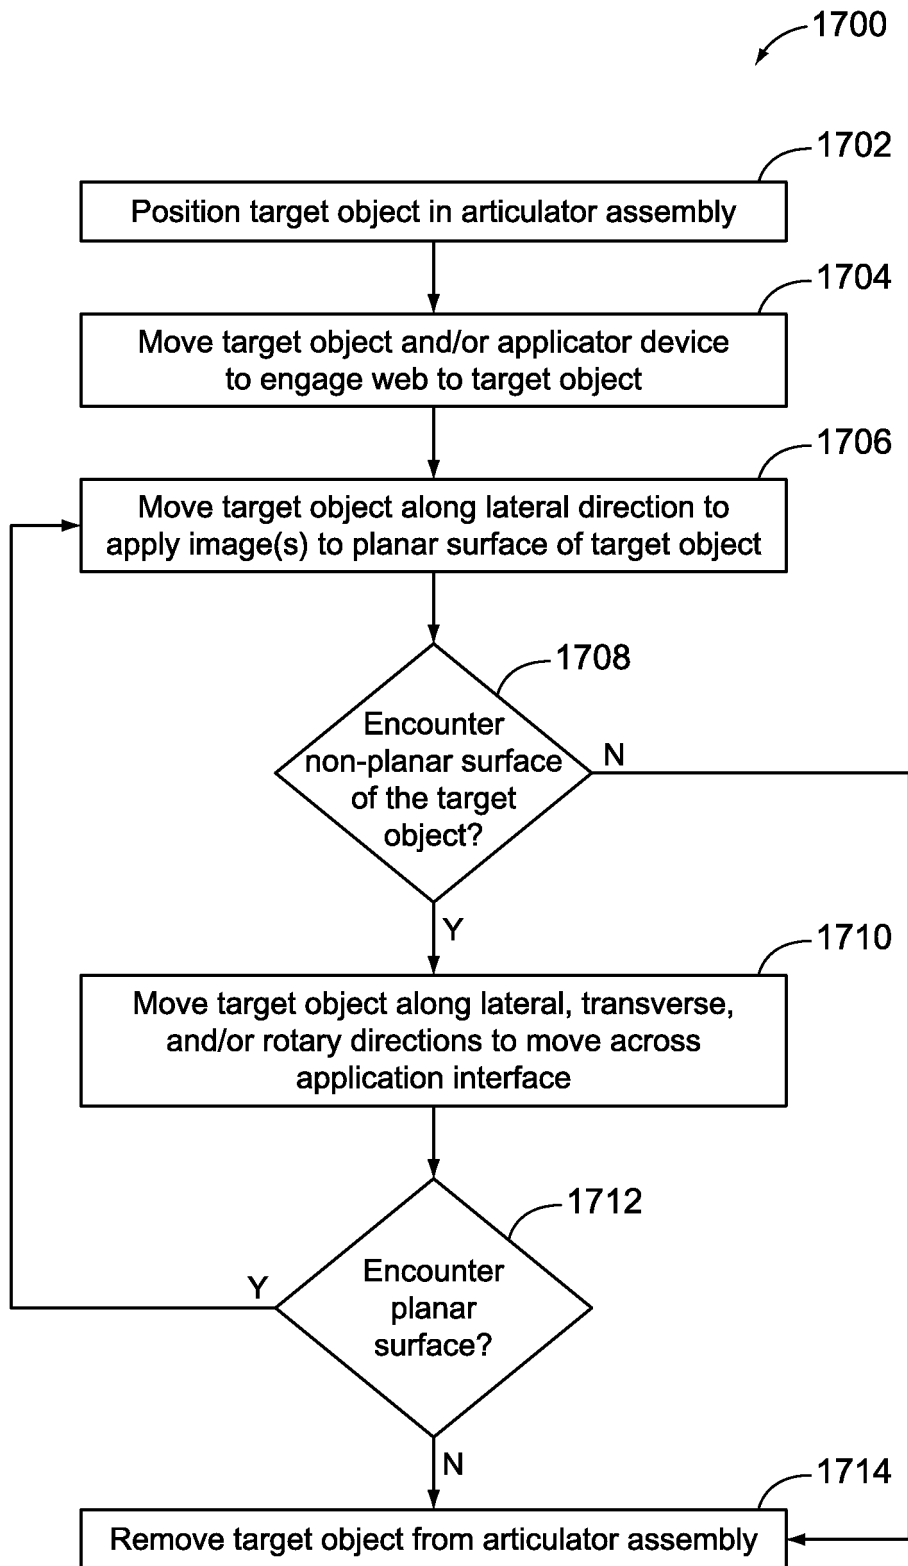 1700
1702
Position target object in articulator assembly
1704
Move target object and/or applicator device
to engage web to target object
1706
Move target object along lateral direction to
apply image(s) to planar surface of target object
1708
Encounter
non-planar surface
of the target
object?
N
Y
1710
Move target object along lateral, transverse,
and/or rotary directions to move across
application interface
1712
Encounter
planar
surface?
Y
N
1714
Remove target object from articulator assembly